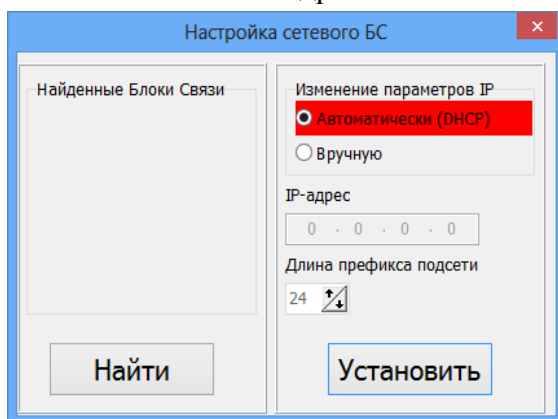 Настройка сетевого БС
Найденные Блоки Связи
Найти
Изменение параметров IP
Автоматически (DHCP)
Вручную
IP-адрес
0 . 0 . 0 . 0
Длина префикса подсети
24
Установить